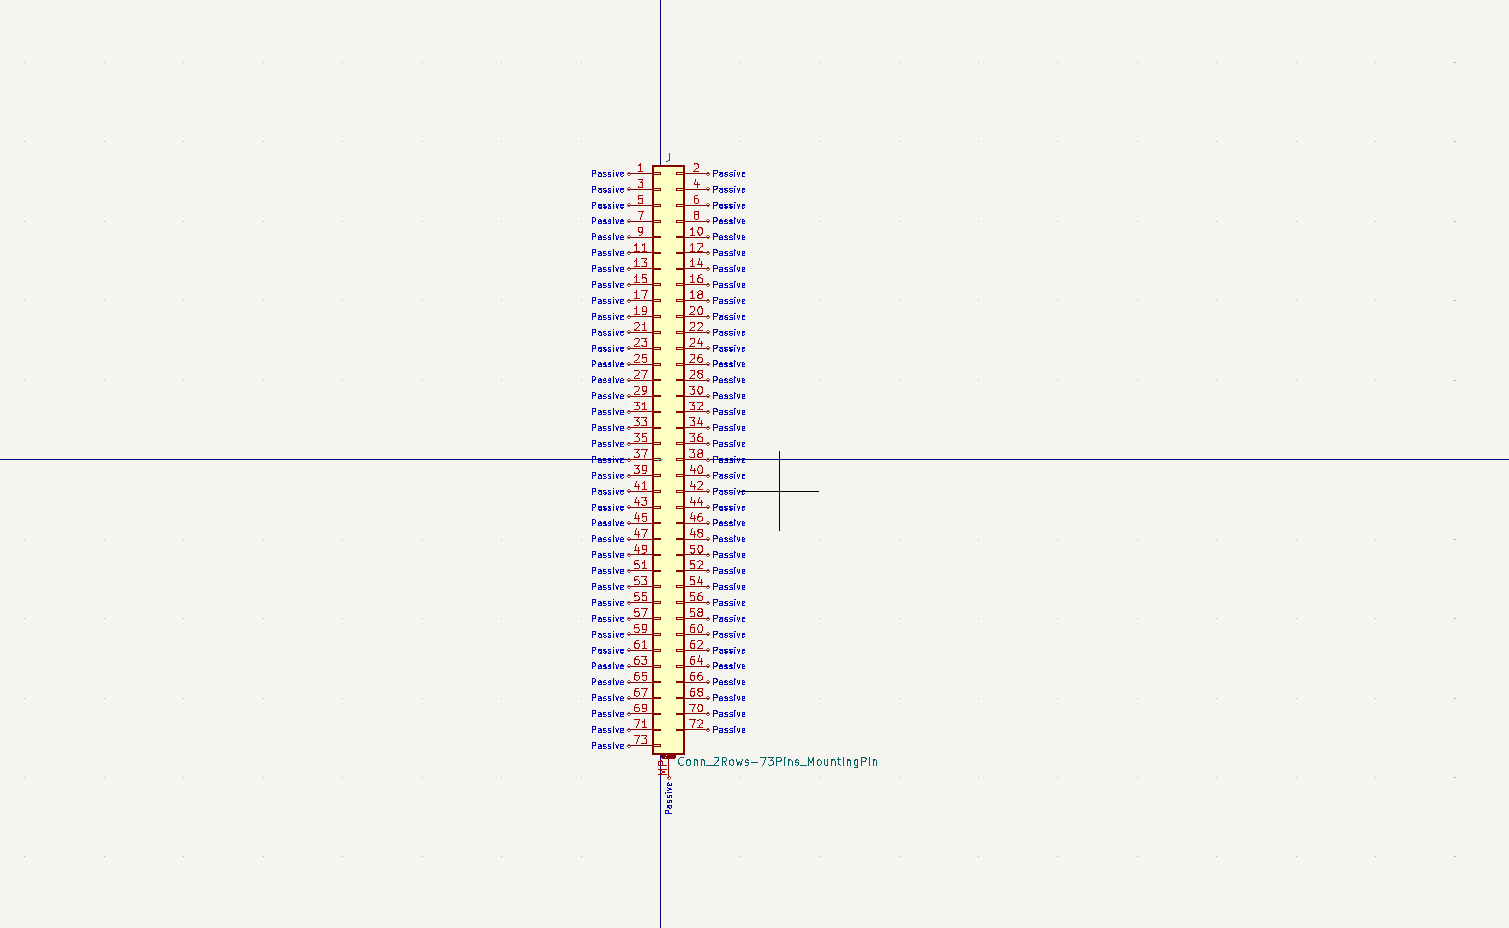 J
Passive 1 2 Passive
Passive 3 4 Passive
Passive 5 6 Passive
Passive 7 8 Passive
Passive 9 10 Passive
Passive 11 12 Passive
Passive 13 14 Passive
Passive 15 16 Passive
Passive 17 18 Passive
Passive 19 20 Passive
Passive 21 22 Passive
Passive 23 24 Passive
Passive 25 26 Passive
Passive 27 28 Passive
Passive 29 30 Passive
Passive 31 32 Passive
Passive 33 34 Passive
Passive 35 36 Passive
Passive 37 38 Passive
Passive 39 40 Passive
Passive 41 42 Passive
Passive 43 44 Passive
Passive 45 46 Passive
Passive 47 48 Passive
Passive 49 50 Passive
Passive 51 52 Passive
Passive 53 54 Passive
Passive 55 56 Passive
Passive 57 58 Passive
Passive 59 60 Passive
Passive 61 62 Passive
Passive 63 64 Passive
Passive 65 66 Passive
Passive 67 68 Passive
Passive 69 70 Passive
Passive 71 72 Passive
Passive 73
MP Conn_2Rows-73Pins_MountingPin
Passive